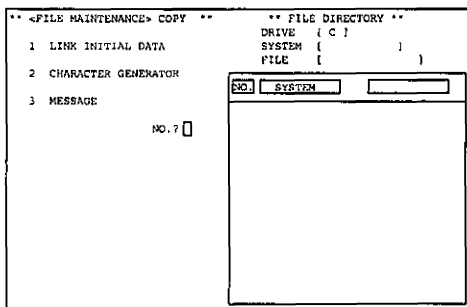 ** <FILE MAINTENANCE> COPY **
1 LINK INITIAL DATA
2 CHARACTER GENERATOR
3 MESSAGE
NO.?
** FILE DIRECTORY **
DRIVE [ C ]
SYSTEM [ ]
FILE [ ]
NO. SYSTEM